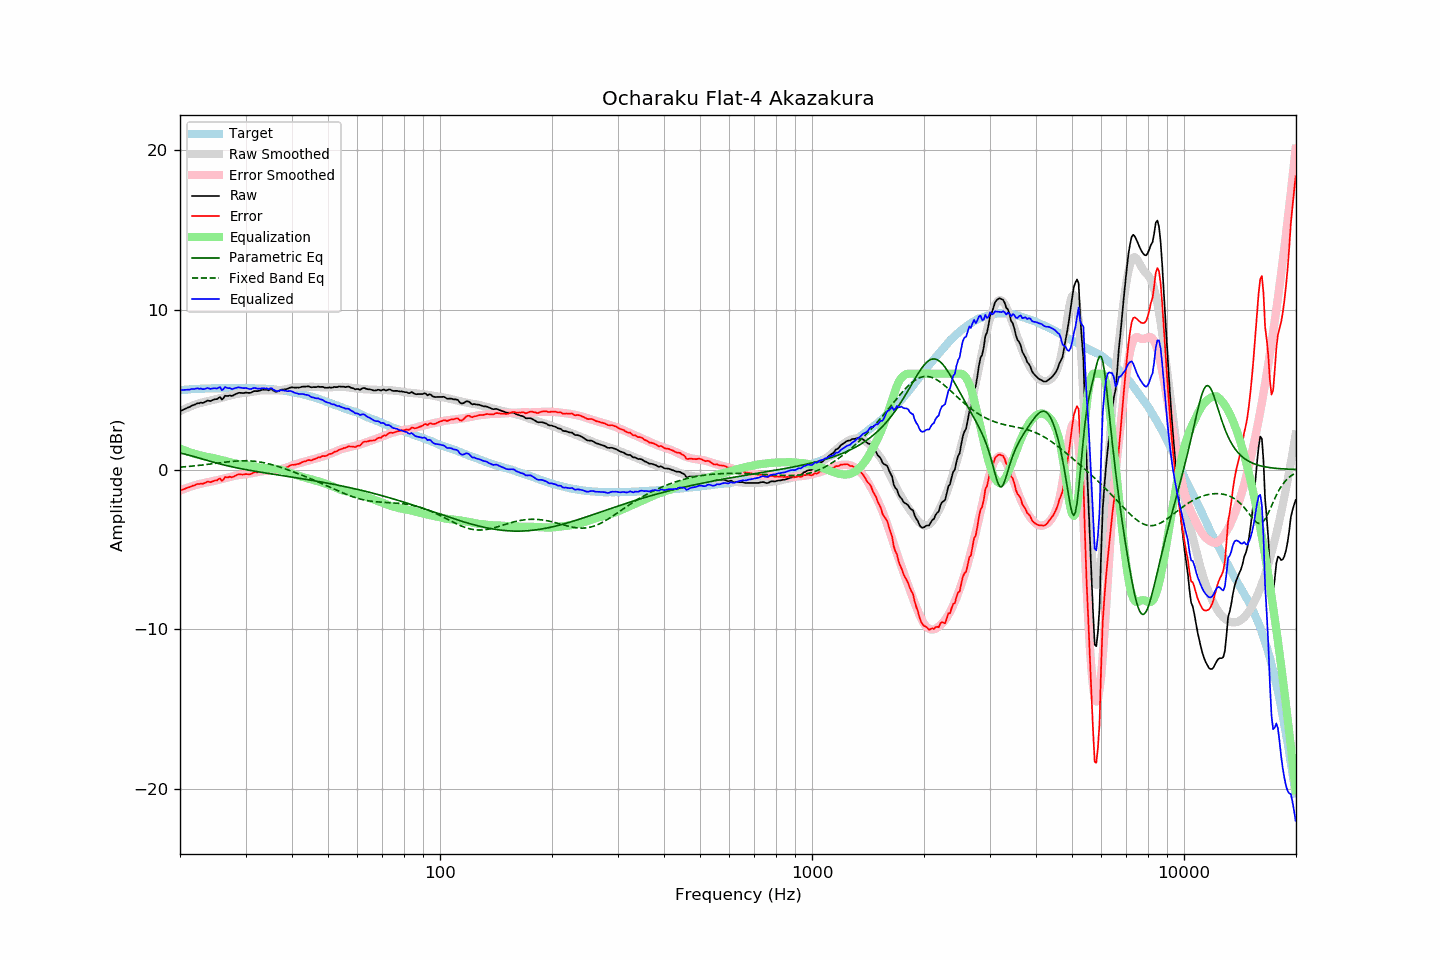 Ocharaku Flat-4 Akazakura
Target
Raw Smoothed
Error Smoothed
Raw
Error
Equalization
Parametric Eq
Fixed Band Eq
Equalized
20
10
0
−10
−20
Amplitude (dBr)
100
1000
10000
Frequency (Hz)